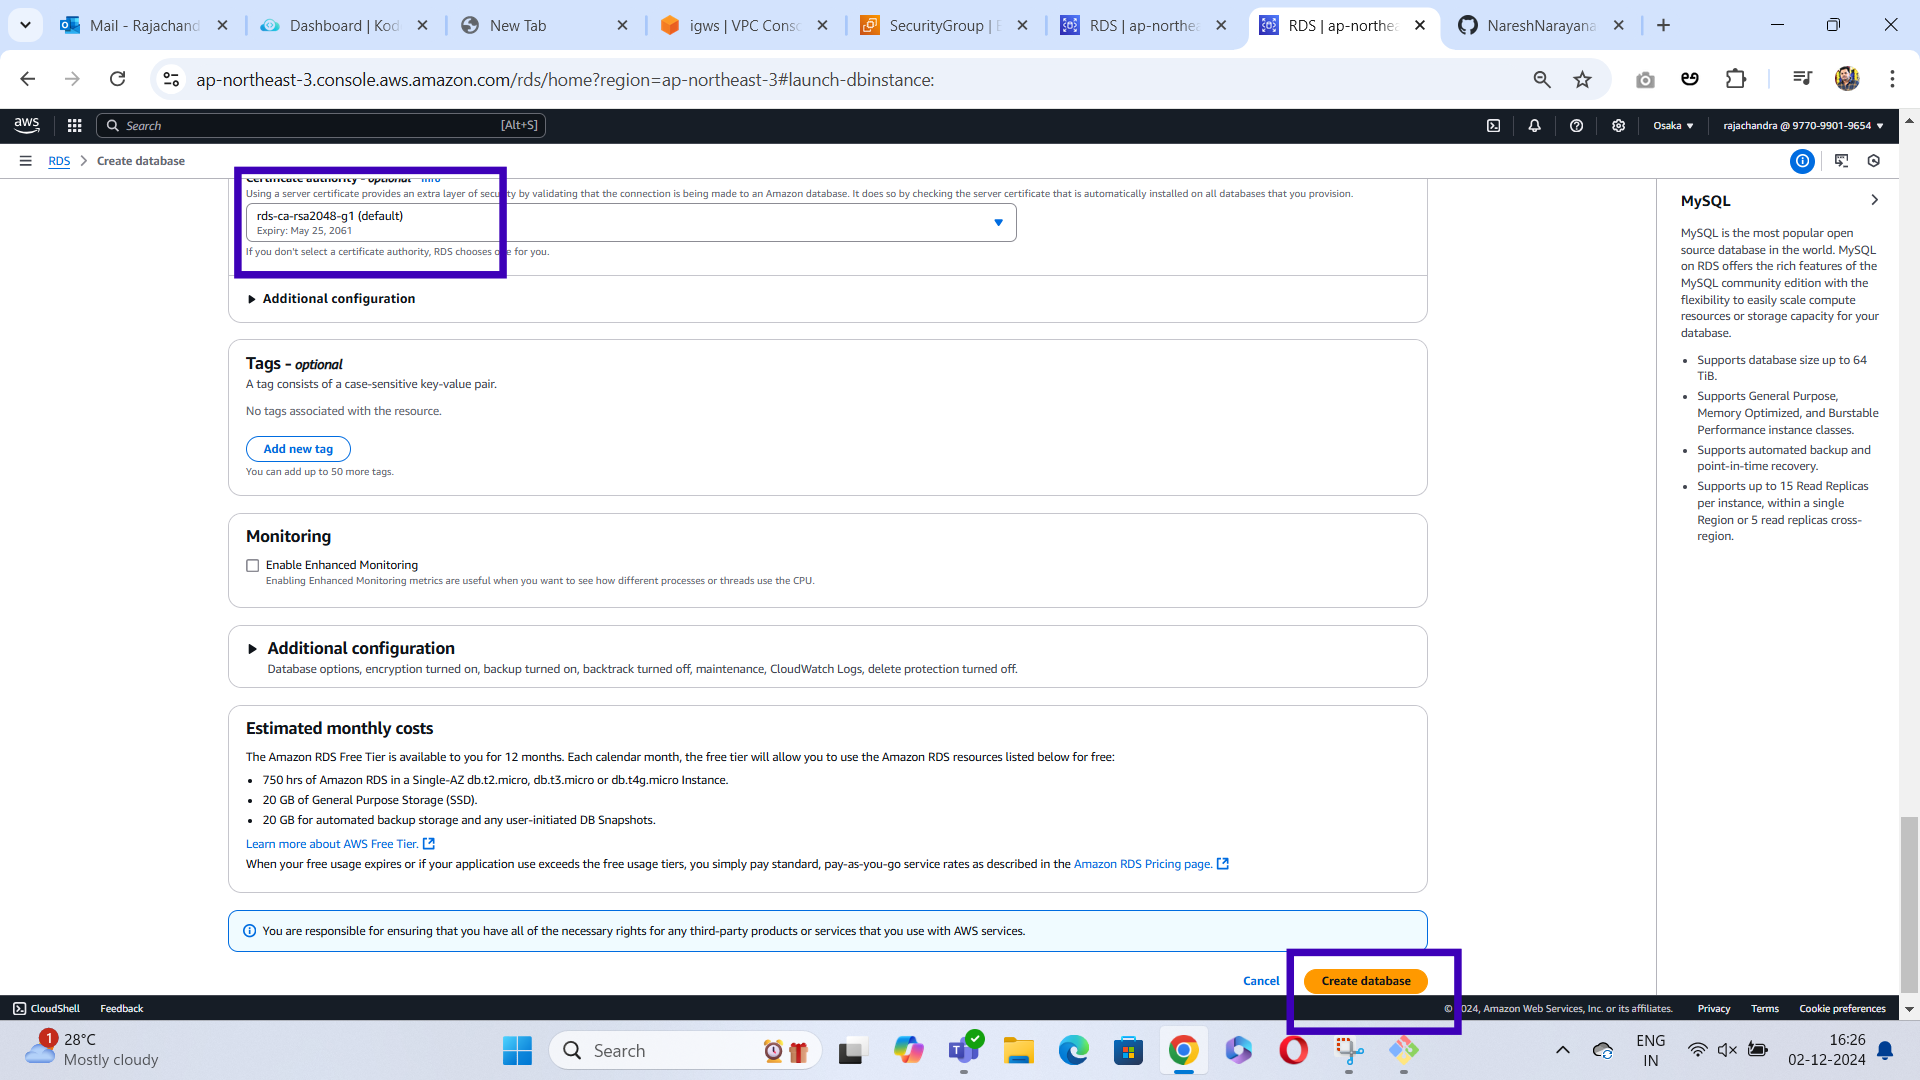 Mail - Rajachand
Dashboard | Kod
New Tab
igws | VPC Conso
SecurityGroup | E
RDS | ap-northea
RDS | ap-northea
NareshNarayana
ap-northeast-3.console.aws.amazon.com/rds/home?region=ap-northeast-3#launch-dbinstance:
aws
Search
[Alt+S]
Osaka
rajachandra @ 9770-9901-9654
RDS
Create database
Certificate authority - optional Info
Using a server certificate provides an extra layer of security by validating that the connection is being made to an Amazon database. It does so by checking the server certificate that is automatically installed on all databases that you provision.
rds-ca-rsa2048-g1 (default)
Expiry: May 25, 2061
If you don't select a certificate authority, RDS chooses one for you.
Additional configuration
Tags - optional
A tag consists of a case-sensitive key-value pair.
No tags associated with the resource.
Add new tag
You can add up to 50 more tags.
Monitoring
Enable Enhanced Monitoring
Enabling Enhanced Monitoring metrics are useful when you want to see how different processes or threads use the CPU.
Additional configuration
Database options, encryption turned on, backup turned on, backtrack turned off, maintenance, CloudWatch Logs, delete protection turned off.
Estimated monthly costs
The Amazon RDS Free Tier is available to you for 12 months. Each calendar month, the free tier will allow you to use the Amazon RDS resources listed below for free:
750 hrs of Amazon RDS in a Single-AZ db.t2.micro, db.t3.micro or db.t4g.micro Instance.
20 GB of General Purpose Storage (SSD).
20 GB for automated backup storage and any user-initiated DB Snapshots.
Learn more about AWS Free Tier.
When your free usage expires or if your application use exceeds the free usage tiers, you simply pay standard, pay-as-you-go service rates as described in the Amazon RDS Pricing page.
You are responsible for ensuring that you have all of the necessary rights for any third-party products or services that you use with AWS services.
Cancel
Create database
MySQL
MySQL is the most popular open
source database in the world. MySQL
on RDS offers the rich features of the
MySQL community edition with the
flexibility to easily scale compute
resources or storage capacity for your
database.
Supports database size up to 64
TiB.
Supports General Purpose,
Memory Optimized, and Burstable
Performance instance classes.
Supports automated backup and
point-in-time recovery.
Supports up to 15 Read Replicas
per instance, within a single
Region or 5 read replicas cross-
region.
CloudShell
Feedback
© 2024, Amazon Web Services, Inc. or its affiliates.
Privacy
Terms
Cookie preferences
1
28°C
Mostly cloudy
Search
ENG
IN
16:26
02-12-2024